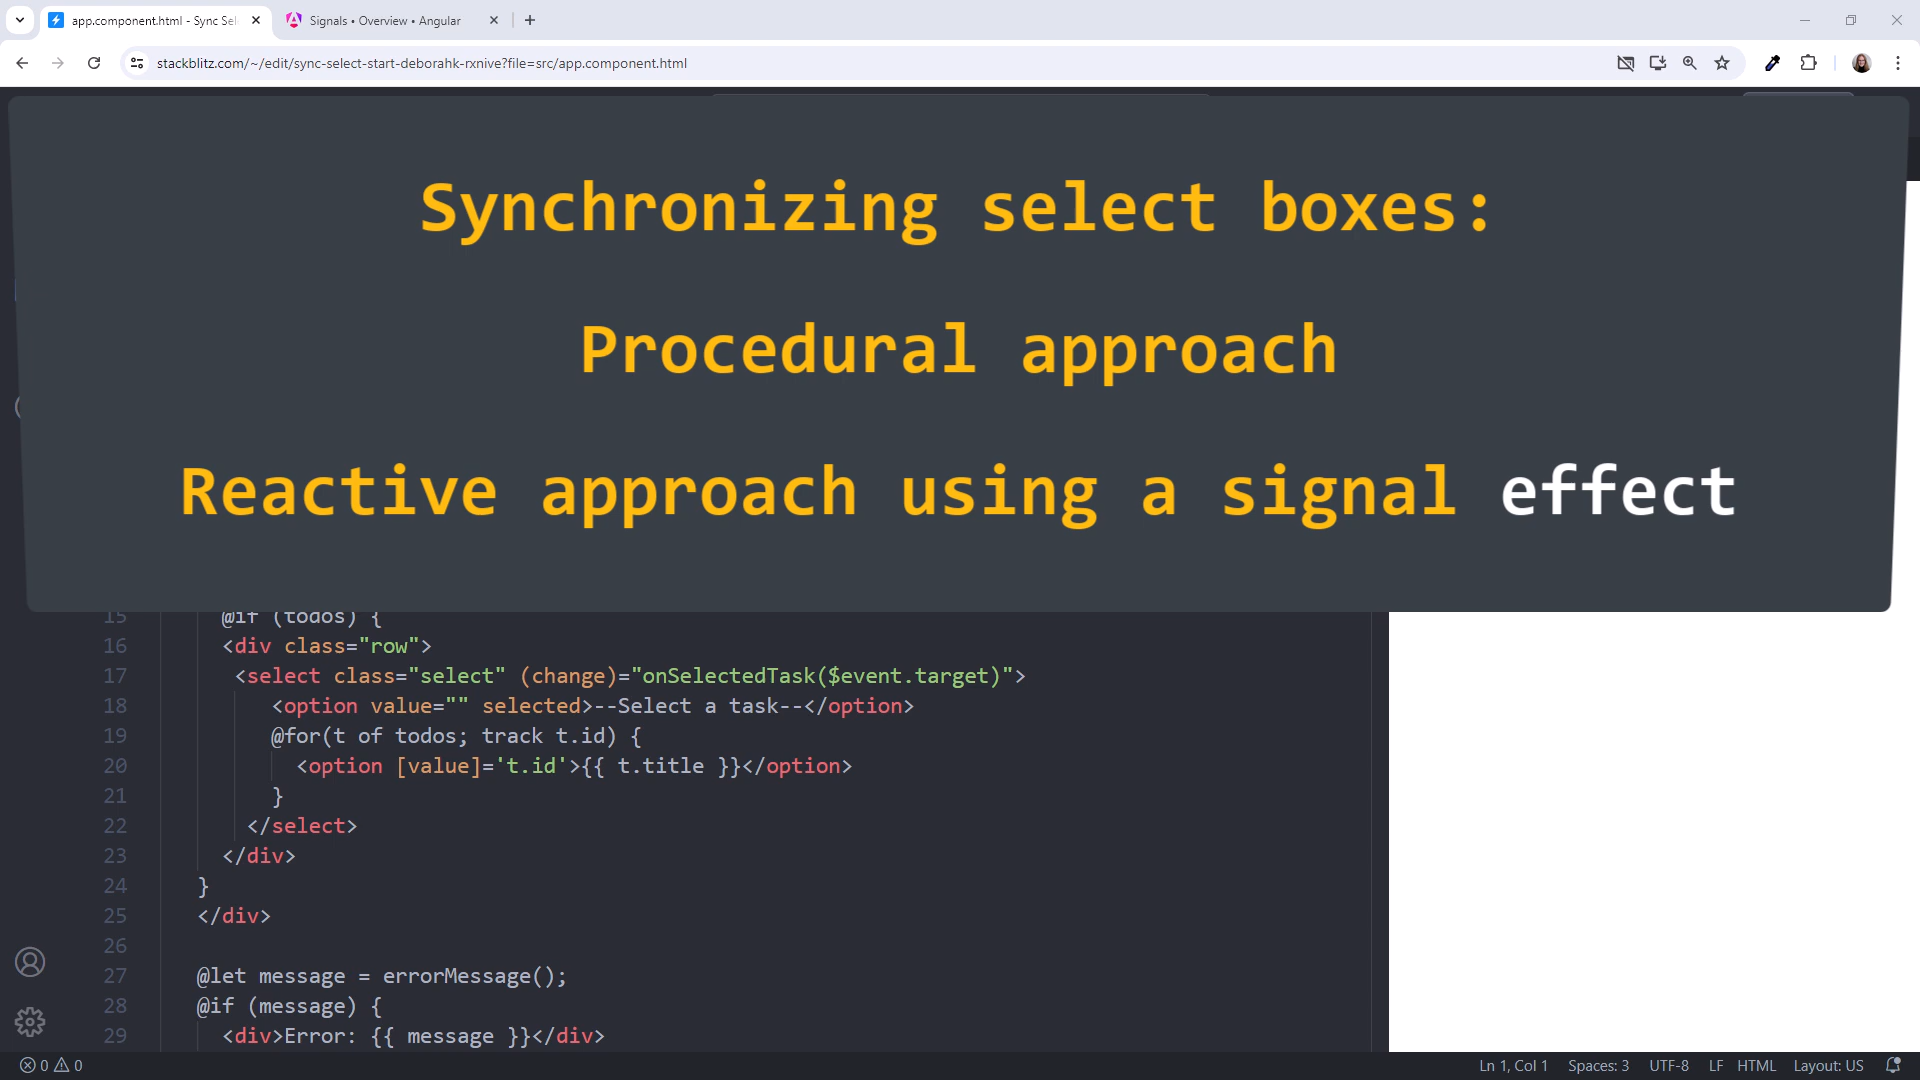 app.component.html - Sync Sel
Signals • Overview • Angular
stackblitz.com/~/edit/sync-select-start-deborahk-rxnive?file=src/app.component.html
Synchronizing select boxes:
Procedural approach
Reactive approach using a signal effect
15 @if (todos) {
16 <div class="row">
17 <select class="select" (change)="onSelectedTask($event.target)">
18 <option value="" selected>--Select a task--</option>
19 @for(t of todos; track t.id) {
20 <option [value]='t.id'>{{ t.title }}</option>
21 }
22 </select>
23 </div>
24 }
25 </div>
26
27 @let message = errorMessage();
28 @if (message) {
29 <div>Error: {{ message }}</div>
0 0 Ln 1, Col 1 Spaces: 3 UTF-8 LF HTML Layout: US